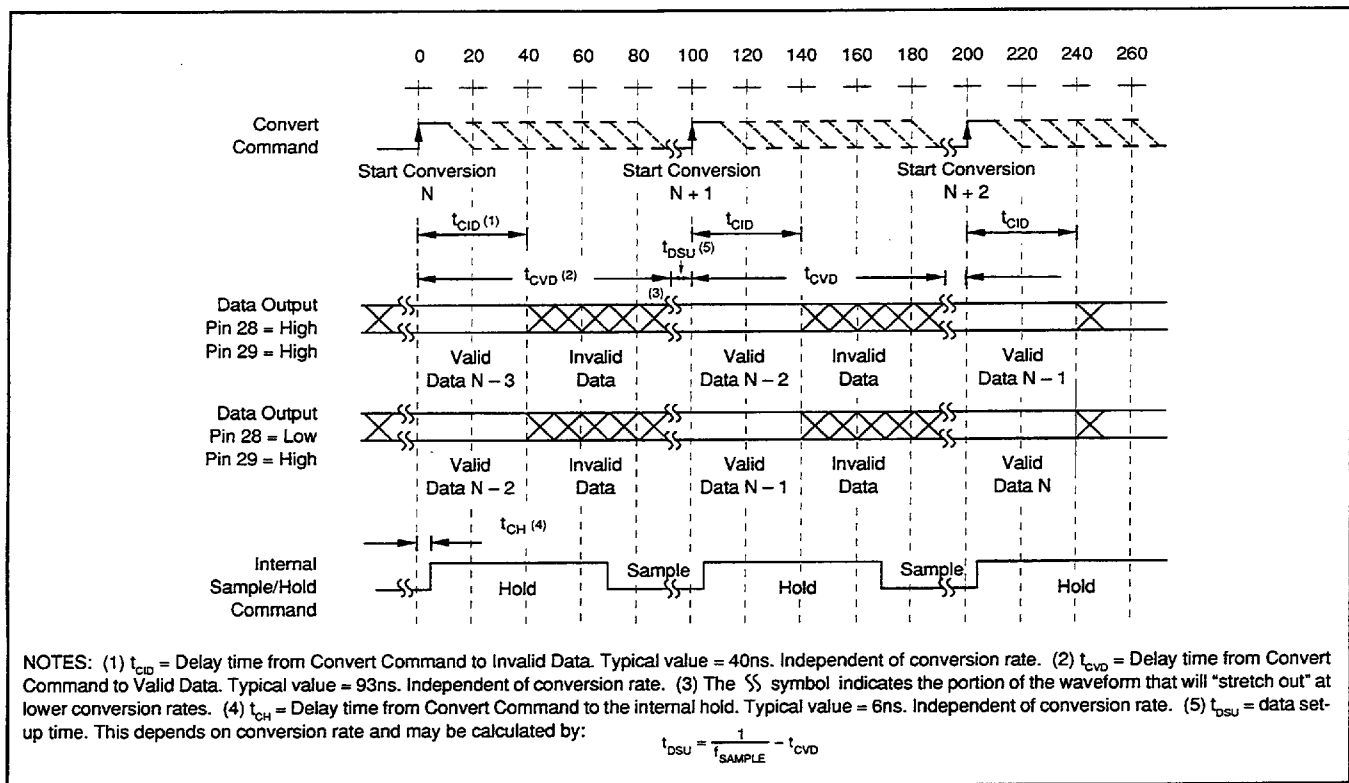 0 20 40 60 80 100 120 140 160 180 200 220 240 260
Convert
Command
Start Conversion
N
Start Conversion
N + 1
Start Conversion
N + 2
tCID (1)
tCID
tCID
tDSU (5)
tCVD (2)
tCVD
(3)
Data Output
Pin 28 = High
Pin 29 = High
Valid
Data N – 3
Invalid
Data
Valid
Data N – 2
Invalid
Data
Valid
Data N – 1
Data Output
Pin 28 = Low
Pin 29 = High
Valid
Data N – 2
Invalid
Data
Valid
Data N – 1
Invalid
Data
Valid
Data N
tCH (4)
Internal
Sample/Hold
Command
Hold
Sample
Hold
Sample
Hold
NOTES: (1) tCID = Delay time from Convert Command to Invalid Data. Typical value = 40ns. Independent of conversion rate. (2) tCVD = Delay time from Convert
Command to Valid Data. Typical value = 93ns. Independent of conversion rate. (3) The SS symbol indicates the portion of the waveform that will "stretch out" at
lower conversion rates. (4) tCH = Delay time from Convert Command to the internal hold. Typical value = 6ns. Independent of conversion rate. (5) tDSU = data set-
up time. This depends on conversion rate and may be calculated by:
tDSU = 1 / fSAMPLE – tCVD